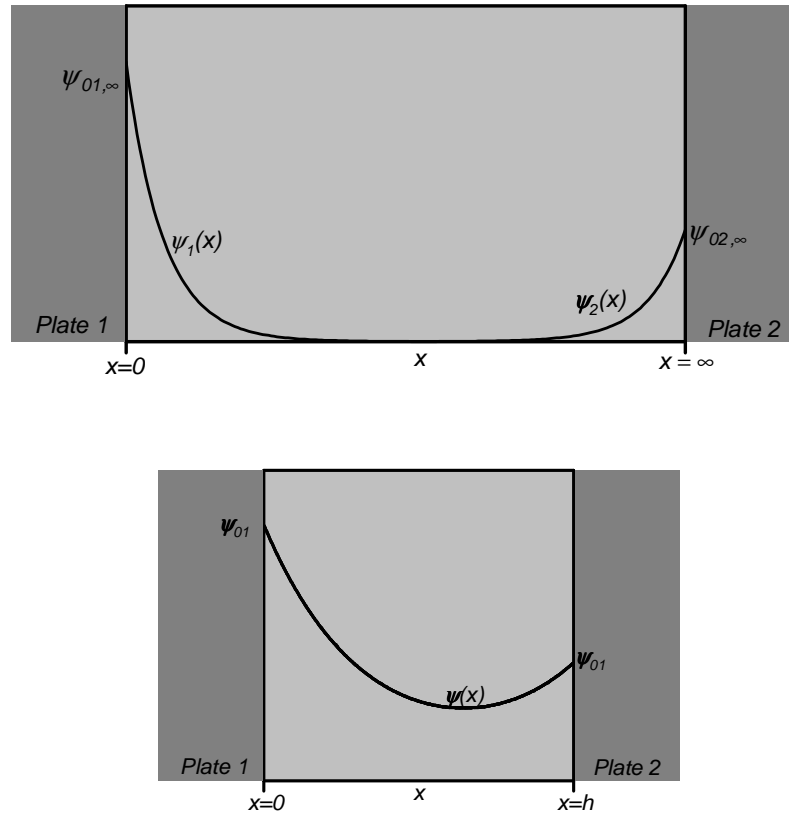 ψ01,∞
ψ1(x)
ψ02,∞
ψ2(x)
Plate 1
Plate 2
x=0
x
x = ∞
ψ01
ψ01
ψ(x)
Plate 1
Plate 2
x=0
x
x=h